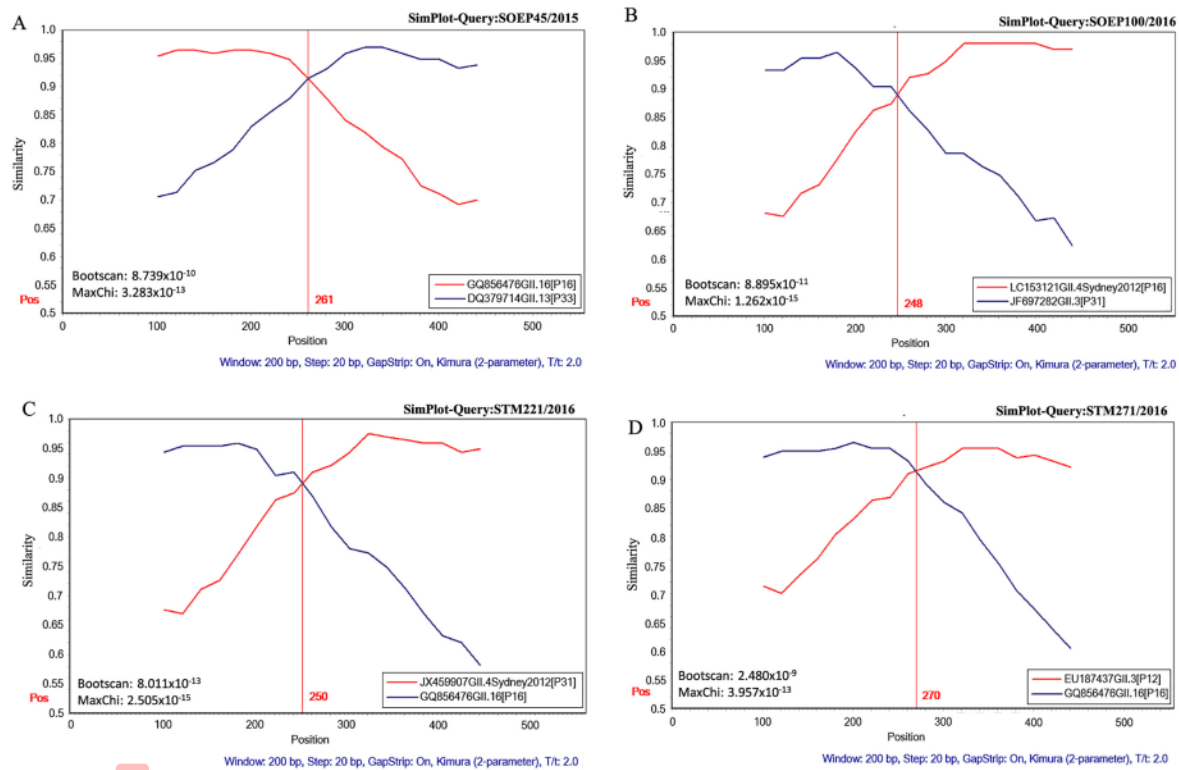 A
SimPlot-Query:SOEP45/2015
1.0
0.95
0.9
0.85
0.8
0.75
0.7
0.65
0.6
0.55
0.5
Similarity
Bootscan: 8.739x10⁻¹⁰
MaxChi: 3.283x10⁻¹³
Pos
261
GQ856476GII.16[P16]
DQ379714GII.13[P33]
0 100 200 300 400 500
Position
Window: 200 bp, Step: 20 bp, GapStrip: On, Kimura (2-parameter), T/t: 2.0
B
SimPlot-Query:SOEP100/2016
1.0
0.95
0.9
0.85
0.8
0.75
0.7
0.65
0.6
0.55
0.5
Similarity
Bootscan: 8.895x10⁻¹¹
MaxChi: 1.262x10⁻¹⁵
Pos
248
LC153121GII.4Sydney2012[P16]
JF697282GII.3[P31]
0 100 200 300 400 500
Position
Window: 200 bp, Step: 20 bp, GapStrip: On, Kimura (2-parameter), T/t: 2.0
C
SimPlot-Query:STM221/2016
1.0
0.95
0.9
0.85
0.8
0.75
0.7
0.65
0.6
0.55
0.5
Similarity
Bootscan: 8.011x10⁻¹³
MaxChi: 2.505x10⁻¹⁵
Pos
250
JX459907GII.4Sydney2012[P31]
GQ856476GII.16[P16]
0 100 200 300 400 500
Position
Window: 200 bp, Step: 20 bp, GapStrip: On, Kimura (2-parameter), T/t: 2.0
D
SimPlot-Query:STM271/2016
1.0
0.95
0.9
0.85
0.8
0.75
0.7
0.65
0.6
0.55
0.5
Similarity
Bootscan: 2.480x10⁻⁹
MaxChi: 3.957x10⁻¹³
Pos
270
EU187437GII.3[P12]
GQ856476GII.16[P16]
0 100 200 300 400 500
Position
Window: 200 bp, Step: 20 bp, GapStrip: On, Kimura (2-parameter), T/t: 2.0